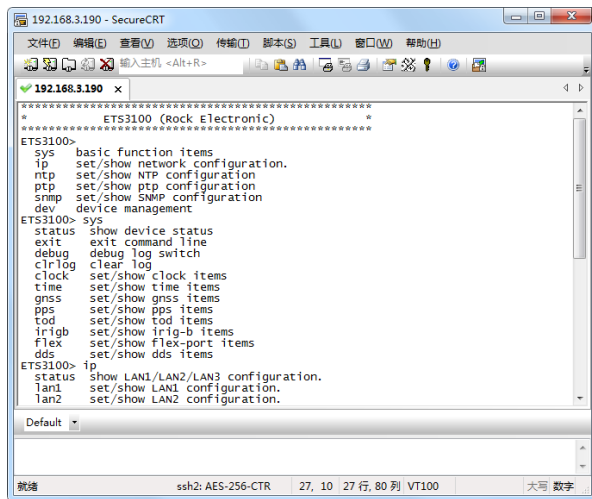 192.168.3.190 - SecureCRT
文件(F) 编辑(E) 查看(V) 选项(O) 传输(T) 脚本(S) 工具(L) 窗口(W) 帮助(H)
输入主机 <Alt+R>
192.168.3.190 ×
**************************************************
* ETS3100 (Rock Electronic) *
**************************************************
ETS3100>
sys basic function items
ip set/show network configuration.
ntp set/show NTP configuration
ptp set/show ptp configuration
snmp set/show SNMP configuration
dev device management
ETS3100> sys
status show device status
exit exit command line
debug debug log switch
clrlog clear log
clock set/show clock items
time set/show time items
gnss set/show gnss items
pps set/show pps items
tod set/show tod items
irigb set/show irig-b items
flex set/show flex-port items
dds set/show dds items
ETS3100> ip
status show LAN1/LAN2/LAN3 configuration.
lan1 set/show LAN1 configuration.
lan2 set/show LAN2 configuration.
Default
就绪 ssh2: AES-256-CTR 27, 10 27 行, 80 列 VT100 大写 数字